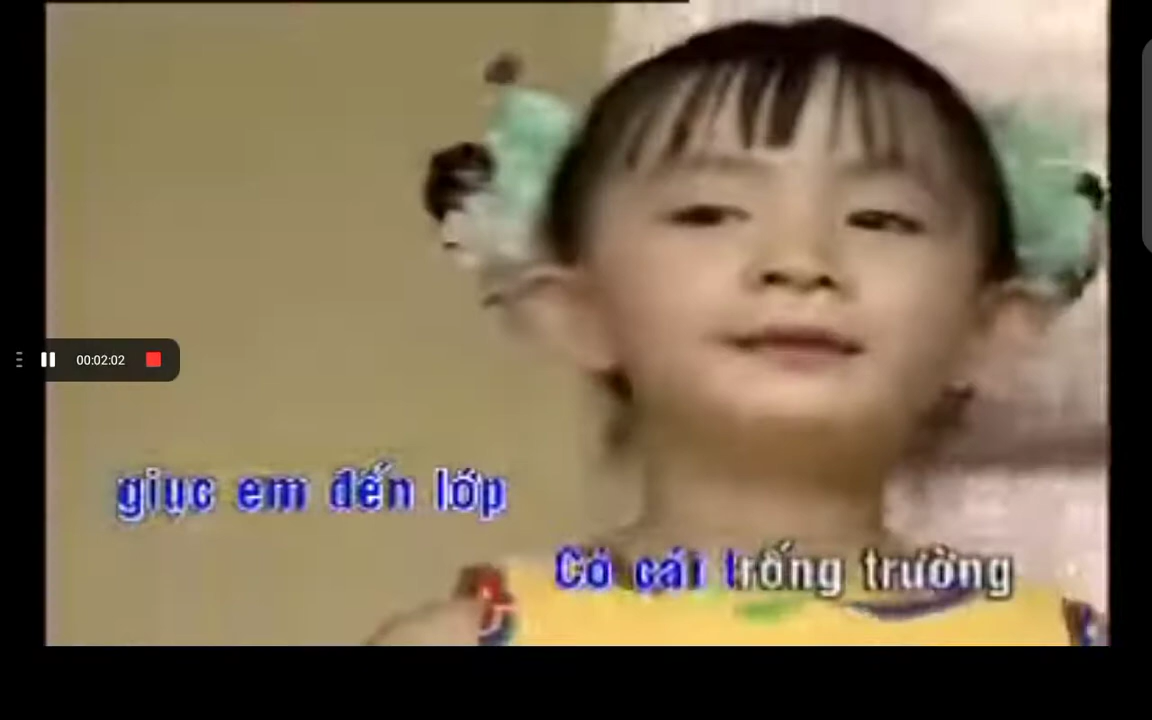 00:02:02
giục em đến lớp
Có cái trống trường